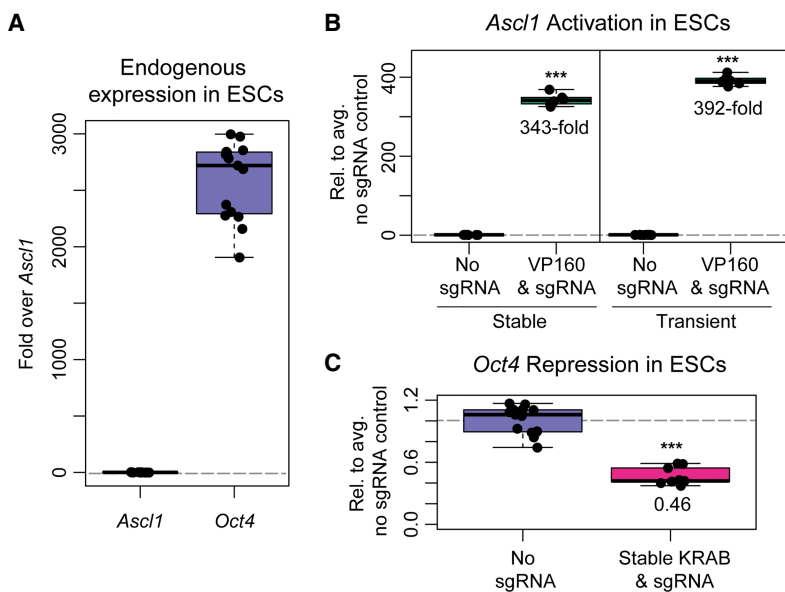 A
Endogenous
expression in ESCs
Fold over Ascl1
3000
2000
1000
0
Ascl1 Oct4
B
Ascl1 Activation in ESCs
Rel. to avg.
no sgRNA control
400
200
0
***
343-fold
***
392-fold
No
sgRNA
VP160
& sgRNA
No
sgRNA
VP160
& sgRNA
Stable
Transient
C
Oct4 Repression in ESCs
Rel. to avg.
no sgRNA control
1.2
0.6
0.0
***
0.46
No
sgRNA
Stable KRAB
& sgRNA